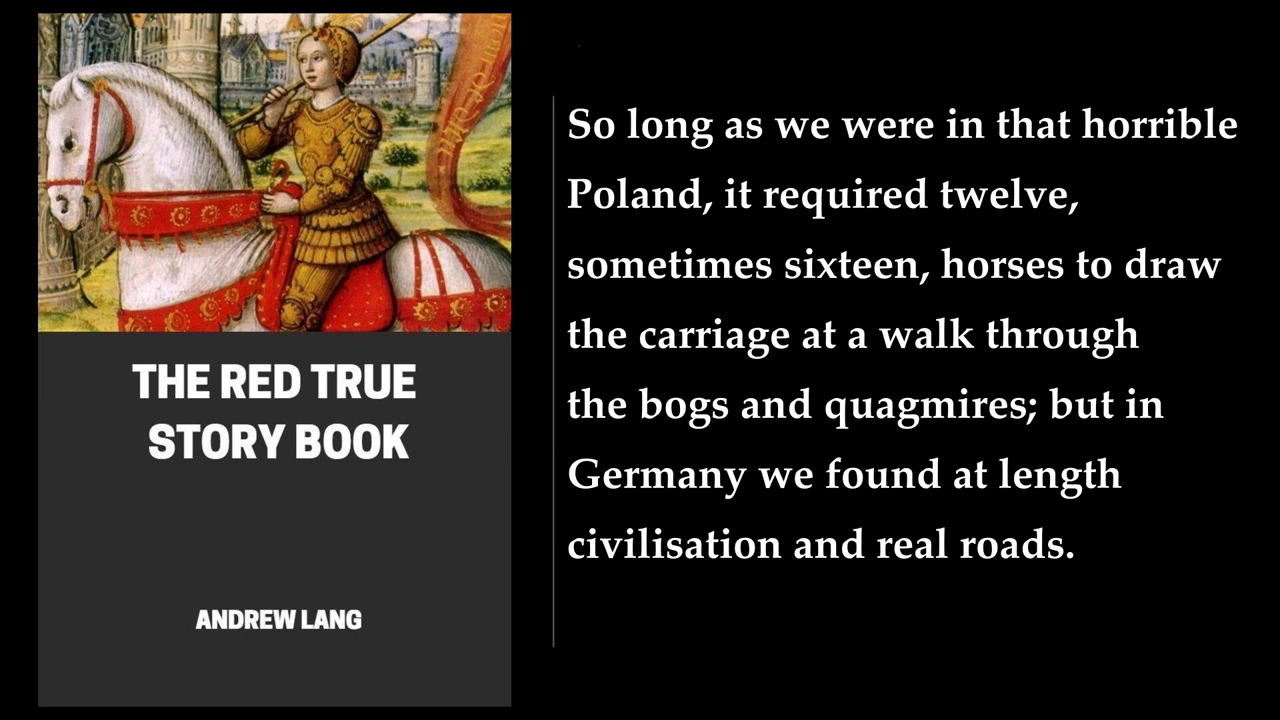 THE RED TRUE
STORY BOOK
ANDREW LANG
So long as we were in that horrible
Poland, it required twelve,
sometimes sixteen, horses to draw
the carriage at a walk through
the bogs and quagmires; but in
Germany we found at length
civilisation and real roads.